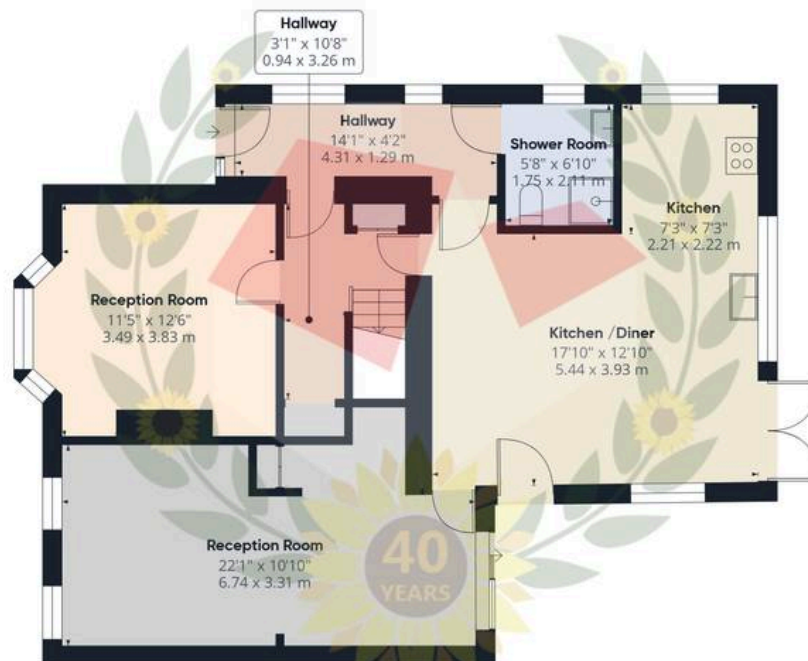 Hallway
3'1" x 10'8"
0.94 x 3.26 m
Hallway
14'1" x 4'2"
4.31 x 1.29 m
Shower Room
5'8" x 6'10"
1.75 x 2.11 m
Kitchen
7'3" x 7'3"
2.21 x 2.22 m
Reception Room
11'5" x 12'6"
3.49 x 3.83 m
Kitchen /Diner
17'10" x 12'10"
5.44 x 3.93 m
Reception Room
22'1" x 10'10"
6.74 x 3.31 m
40
YEARS